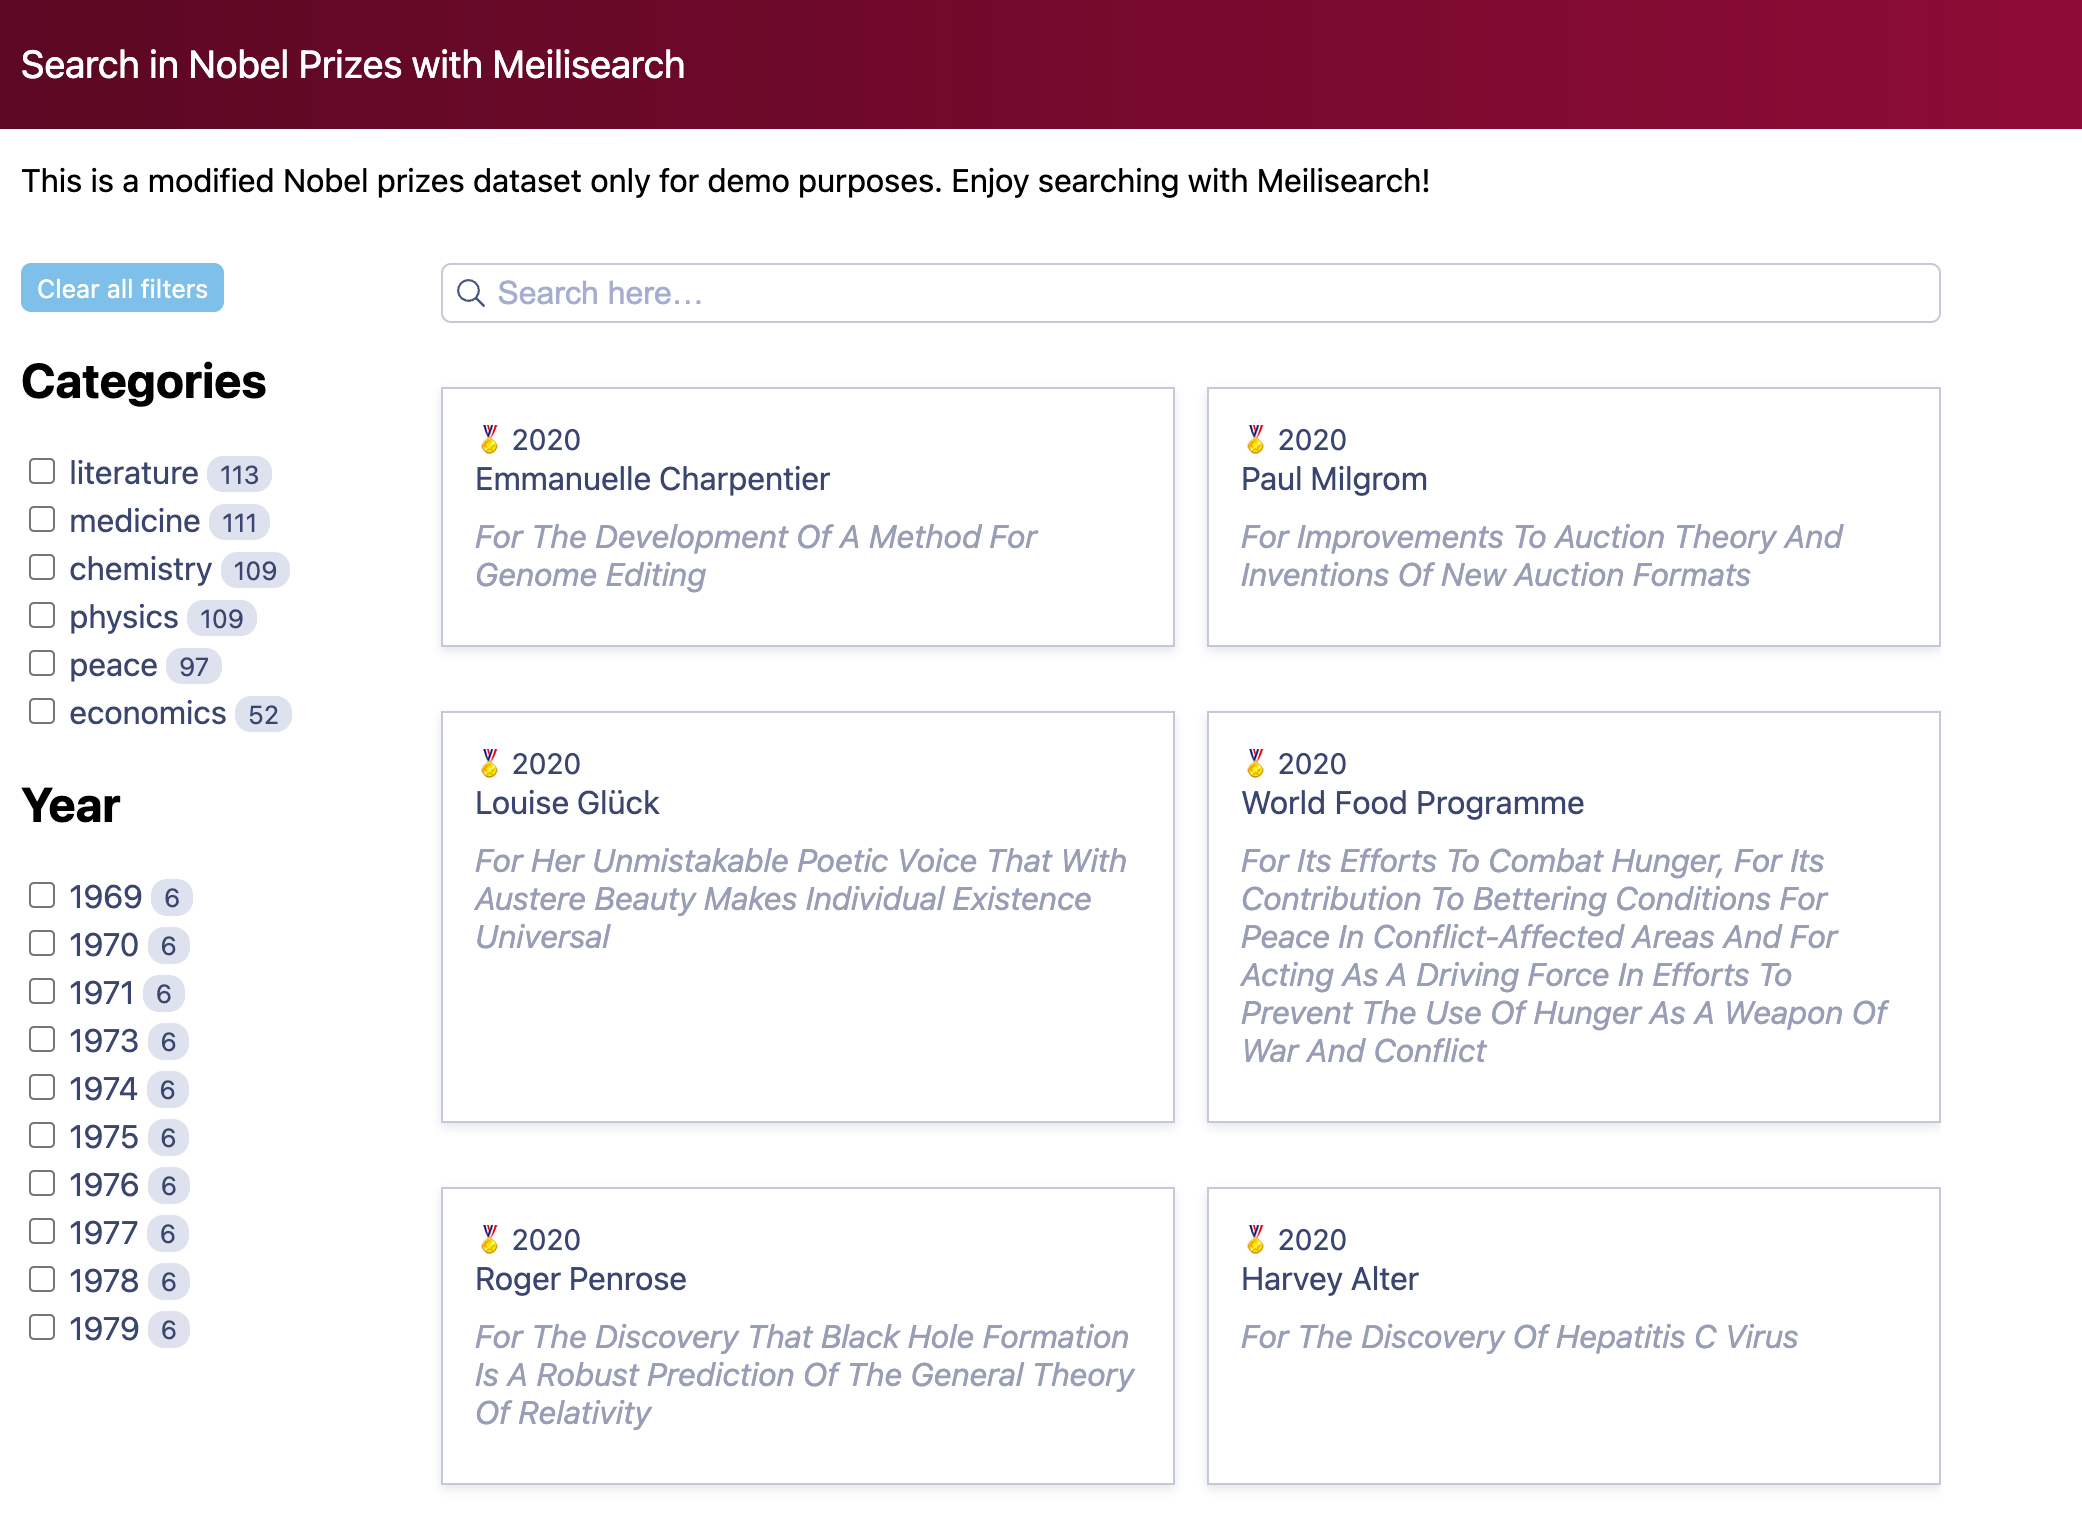 Search in Nobel Prizes with Meilisearch
This is a modified Nobel prizes dataset only for demo purposes. Enjoy searching with Meilisearch!
Clear all filters
Search here…
Categories
literature 113
medicine 111
chemistry 109
physics 109
peace 97
economics 52
Year
1969 6
1970 6
1971 6
1973 6
1974 6
1975 6
1976 6
1977 6
1978 6
1979 6
2020
Emmanuelle Charpentier
For The Development Of A Method For
Genome Editing
2020
Paul Milgrom
For Improvements To Auction Theory And
Inventions Of New Auction Formats
2020
Louise Glück
For Her Unmistakable Poetic Voice That With
Austere Beauty Makes Individual Existence
Universal
2020
World Food Programme
For Its Efforts To Combat Hunger, For Its
Contribution To Bettering Conditions For
Peace In Conflict-Affected Areas And For
Acting As A Driving Force In Efforts To
Prevent The Use Of Hunger As A Weapon Of
War And Conflict
2020
Roger Penrose
For The Discovery That Black Hole Formation
Is A Robust Prediction Of The General Theory
Of Relativity
2020
Harvey Alter
For The Discovery Of Hepatitis C Virus